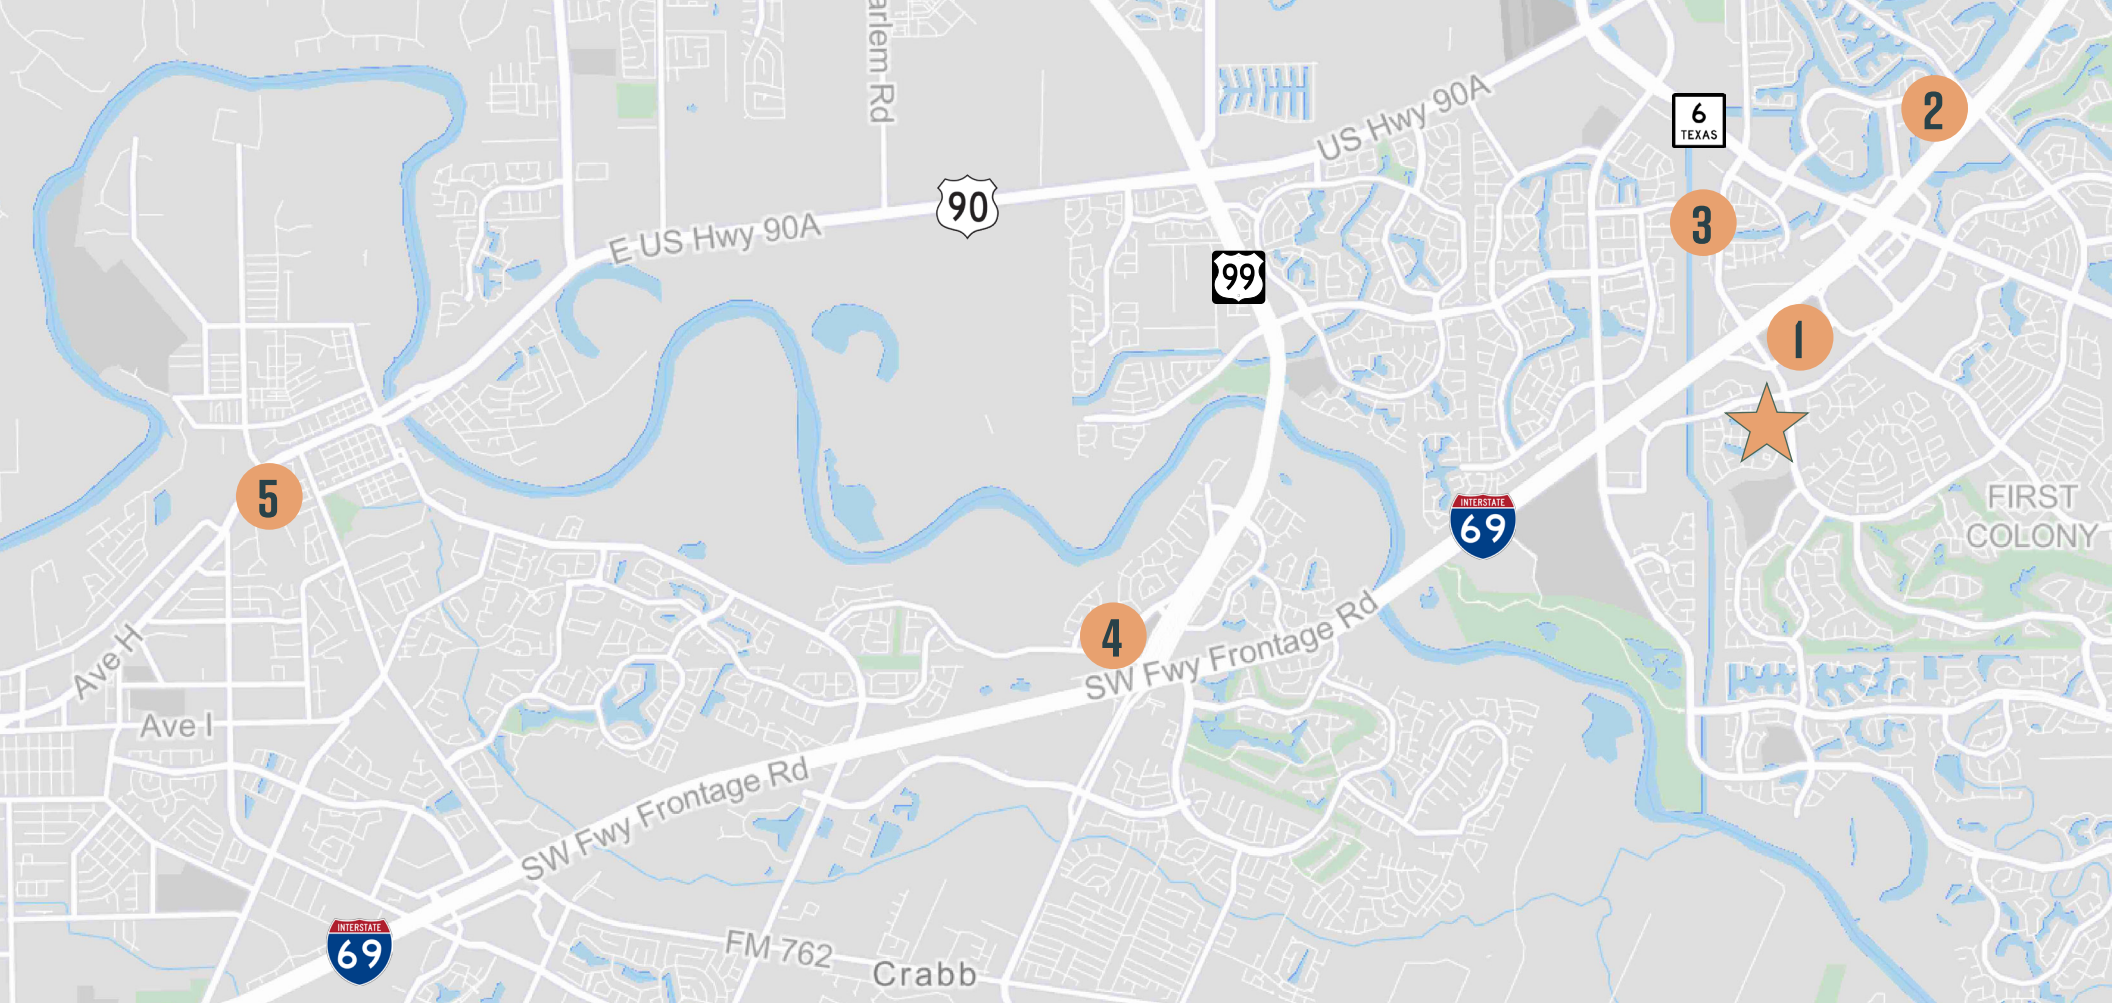 arlem Rd
US Hwy 90A
6
TEXAS
2
90
E US Hwy 90A
3
99
1
5
FIRST
COLONY
INTERSTATE
69
4
SW Fwy Frontage Rd
Ave H
Ave I
SW Fwy Frontage Rd
INTERSTATE
69
FM 762
Crabb